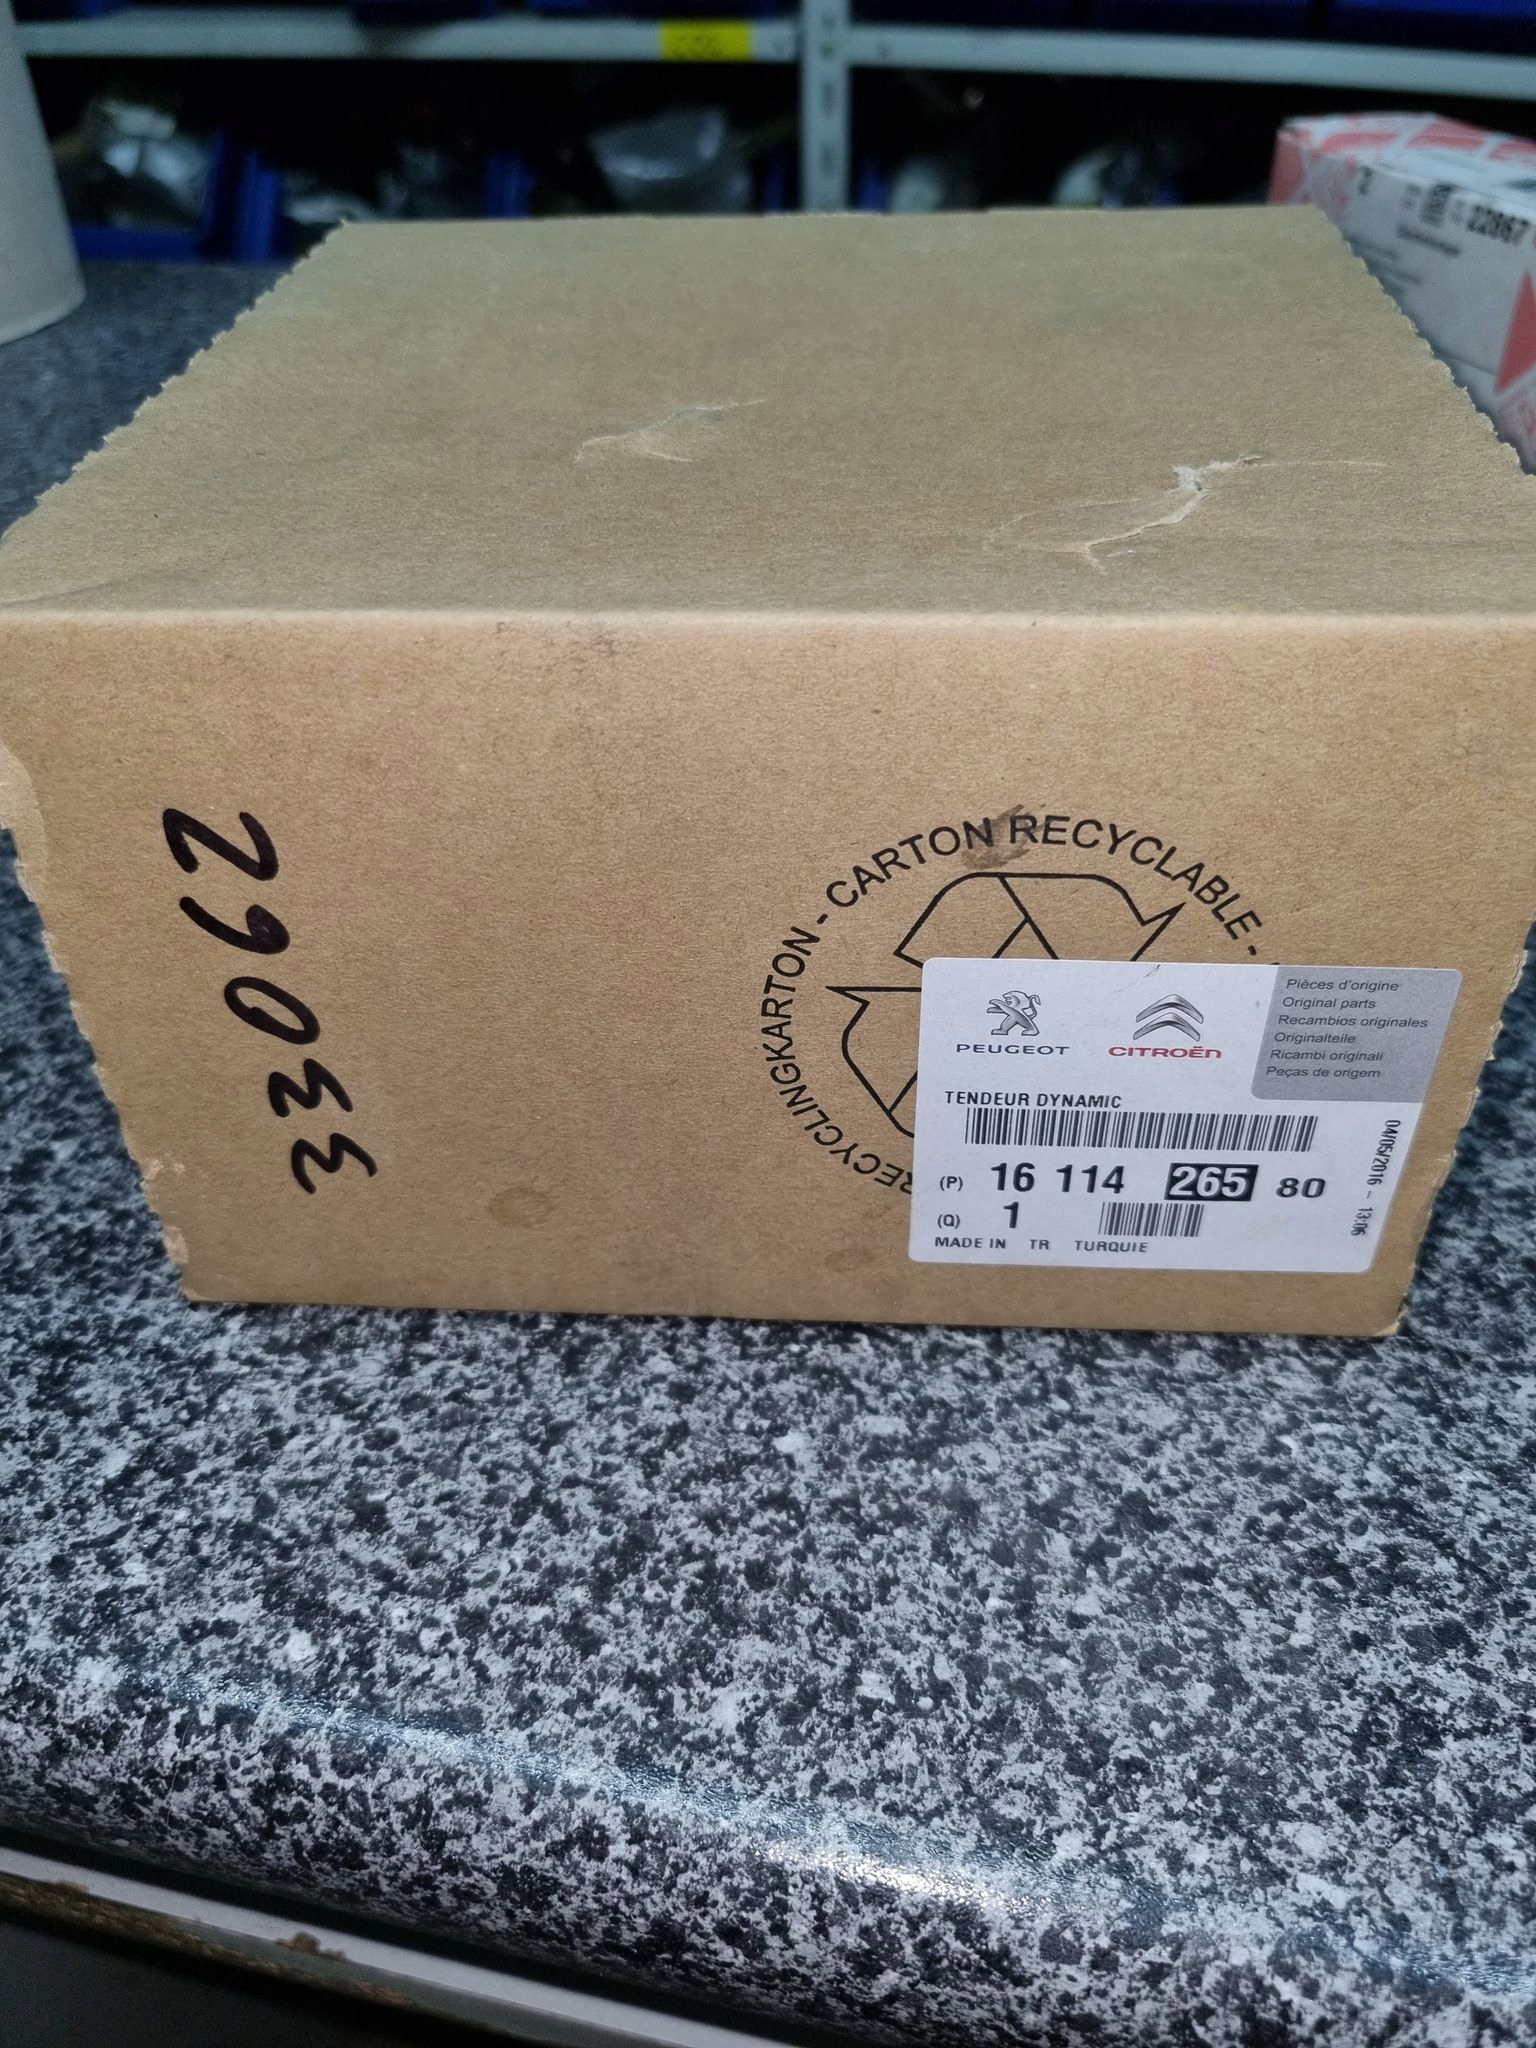 22867
33062
CARTON RECYCLABLE -
RECYCLINGKARTON -
PEUGEOT
CITROËN
Pièces d'origine
Original parts
Recambios originales
Originalteile
Ricambi originali
Peças de origem
TENDEUR DYNAMIC
(P) 16 114 265 80
(Q) 1
MADE IN TR TURQUIE
04/05/2016 - 13:06